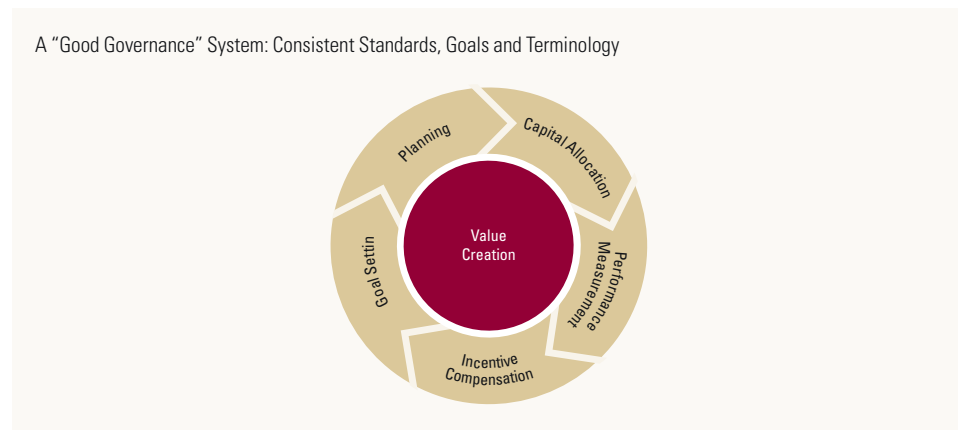 A “Good Governance” System: Consistent Standards, Goals and Terminology
Planning
Capital Allocation
Performance
Measurement
Incentive
Compensation
Goal Settin
Value
Creation